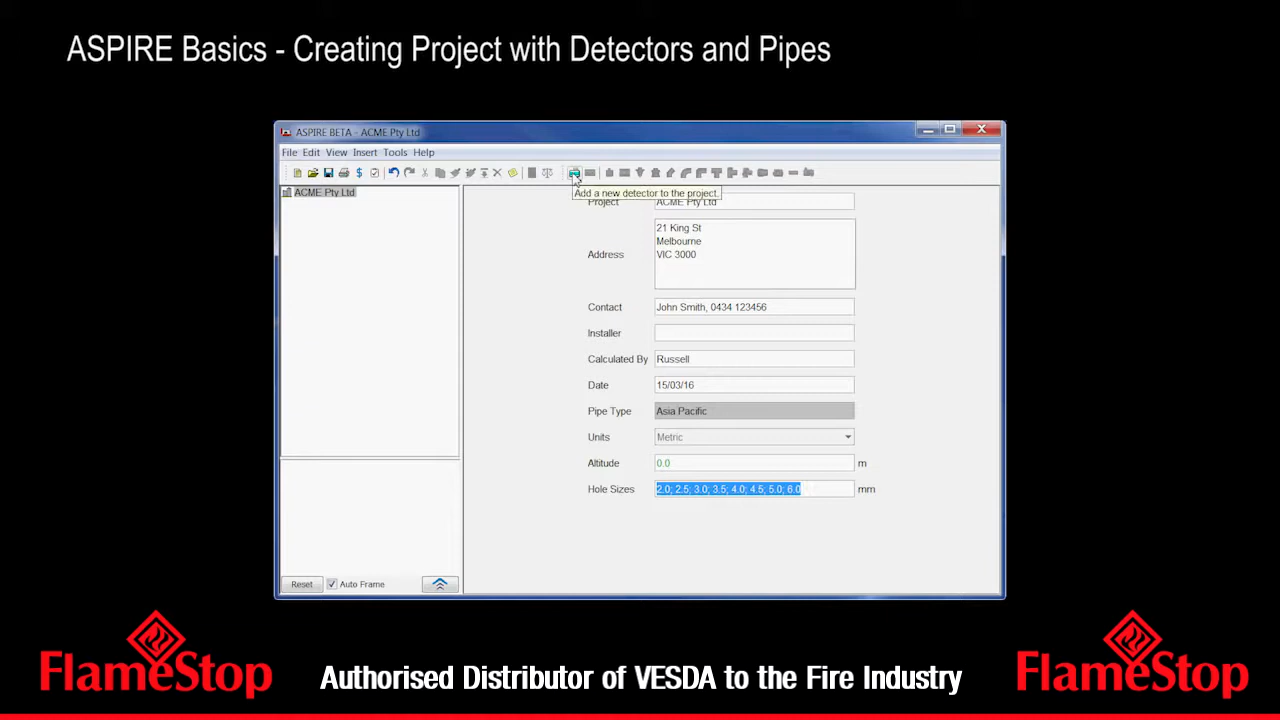 ASPIRE Basics - Creating Project with Detectors and Pipes
ASPIRE BETA - ACME Pty Ltd
File Edit View Insert Tools Help
ACME Pty Ltd
Add a new detector to the project.
Project ACME Pty Ltd
21 King St
Melbourne
Address VIC 3000
Contact John Smith, 0434 123456
Installer
Calculated By Russell
Date 15/03/16
Pipe Type Asia Pacific
Units Metric
Altitude 0.0 m
Hole Sizes 2.0; 2.5; 3.0; 3.5; 4.0; 4.5; 5.0; 6.0 mm
Reset Auto Frame
FlameStop
Authorised Distributor of VESDA to the Fire Industry
FlameStop